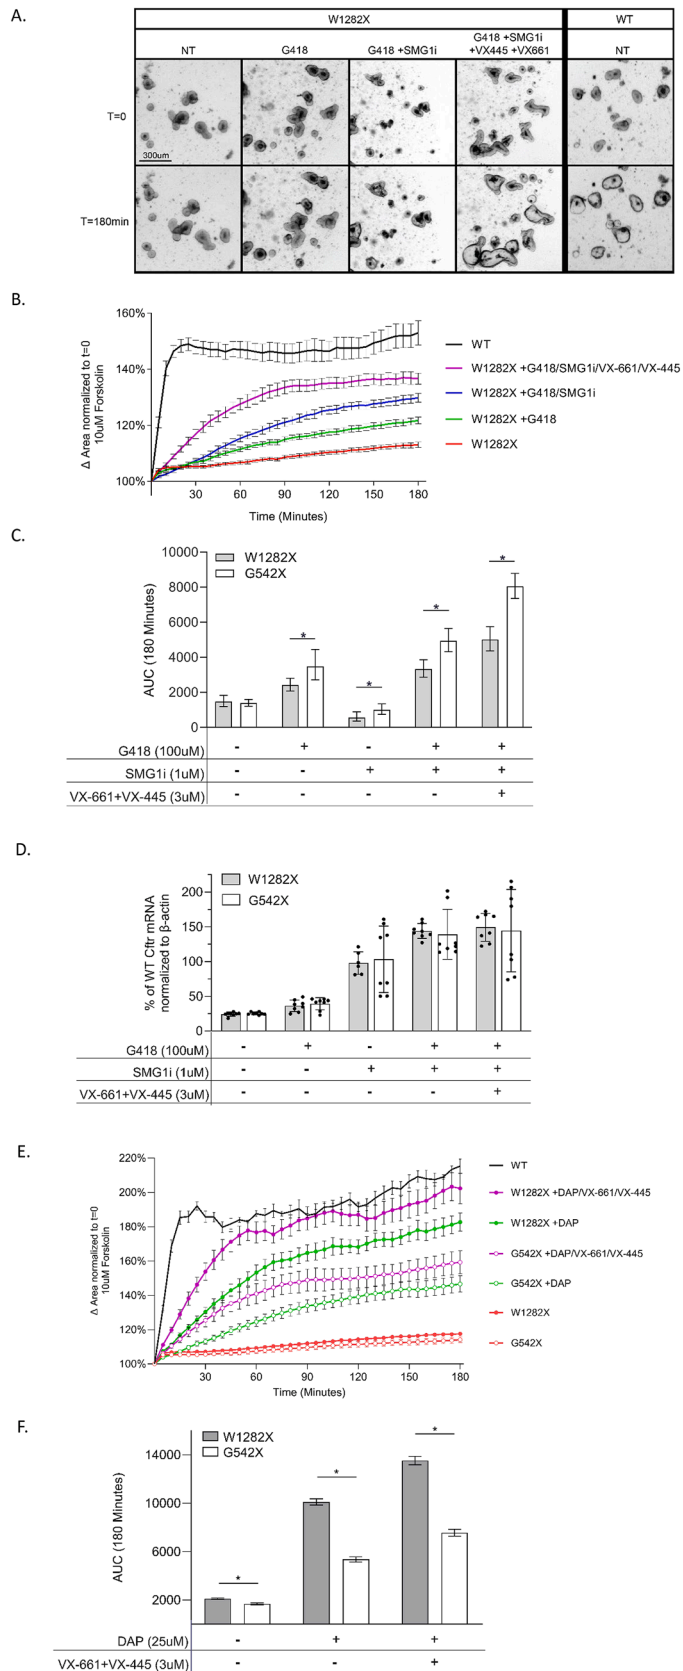 A.
W1282X
WT
NT
G418
G418 +SMG1i
G418 +SMG1i
+VX445 +VX661
NT
T=0
300um
T=180min
B.
160%
140%
120%
100%
Δ Area normalized to t=0
10uM Forskolin
30
60
90
120
150
180
Time (Minutes)
WT
W1282X +G418/SMG1i/VX-661/VX-445
W1282X +G418/SMG1i
W1282X +G418
W1282X
C.
10000
8000
6000
4000
2000
0
AUC (180 Minutes)
W1282X
G542X
*
*
*
*
G418 (100uM) - + - + +
SMG1i (1uM) - - + + +
VX-661+VX-445 (3uM) - - - - +
D.
200
150
100
50
0
% of WT Cftr mRNA
normalized to β-actin
W1282X
G542X
G418 (100uM) - + - + +
SMG1i (1uM) - - + + +
VX-661+VX-445 (3uM) - - - - +
E.
220%
200%
180%
160%
140%
120%
100%
Δ Area normalized to t=0
10uM Forskolin
30
60
90
120
150
180
Time (Minutes)
WT
W1282X +DAP/VX-661/VX-445
W1282X +DAP
G542X +DAP/VX-661/VX-445
G542X +DAP
W1282X
G542X
F.
14000
10000
6000
2000
AUC (180 Minutes)
W1282X
G542X
*
*
*
DAP (25uM) - + +
VX-661+VX-445 (3uM) - - +